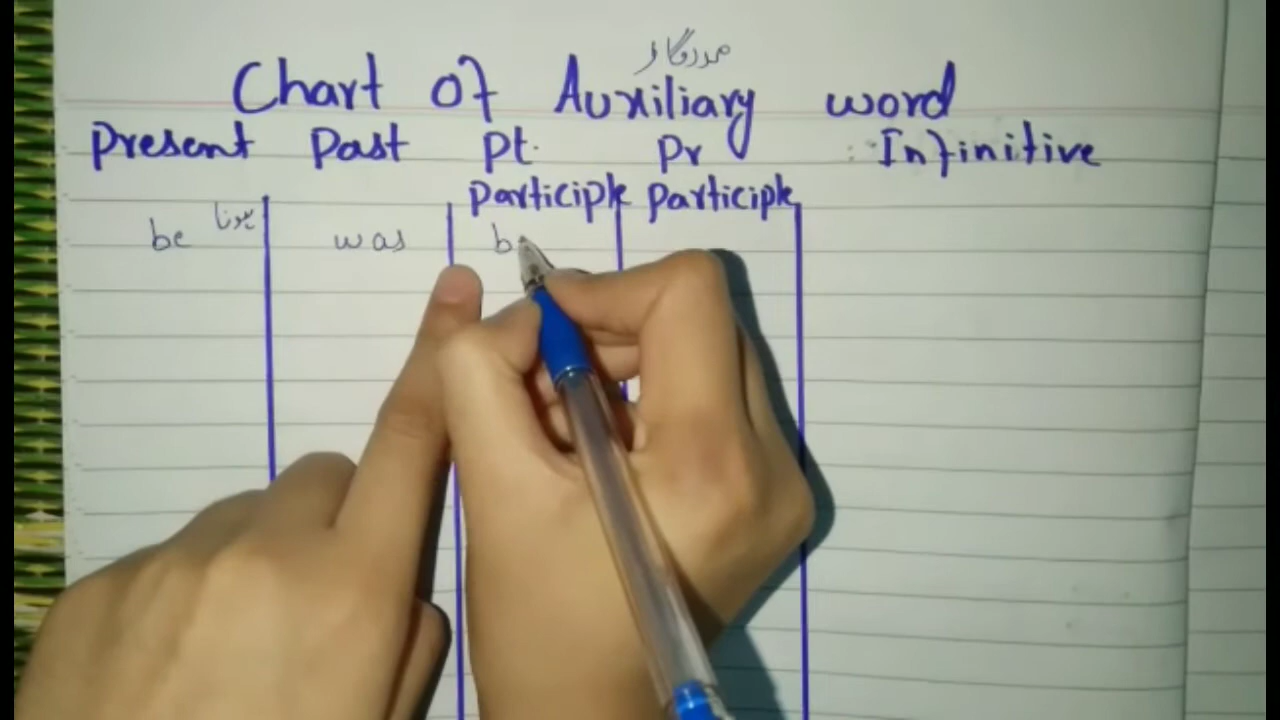 مددگار
Chart Of Auxiliary word
Present Past Pt. Pr Infinitive
Participle Participle
be ہونا was b